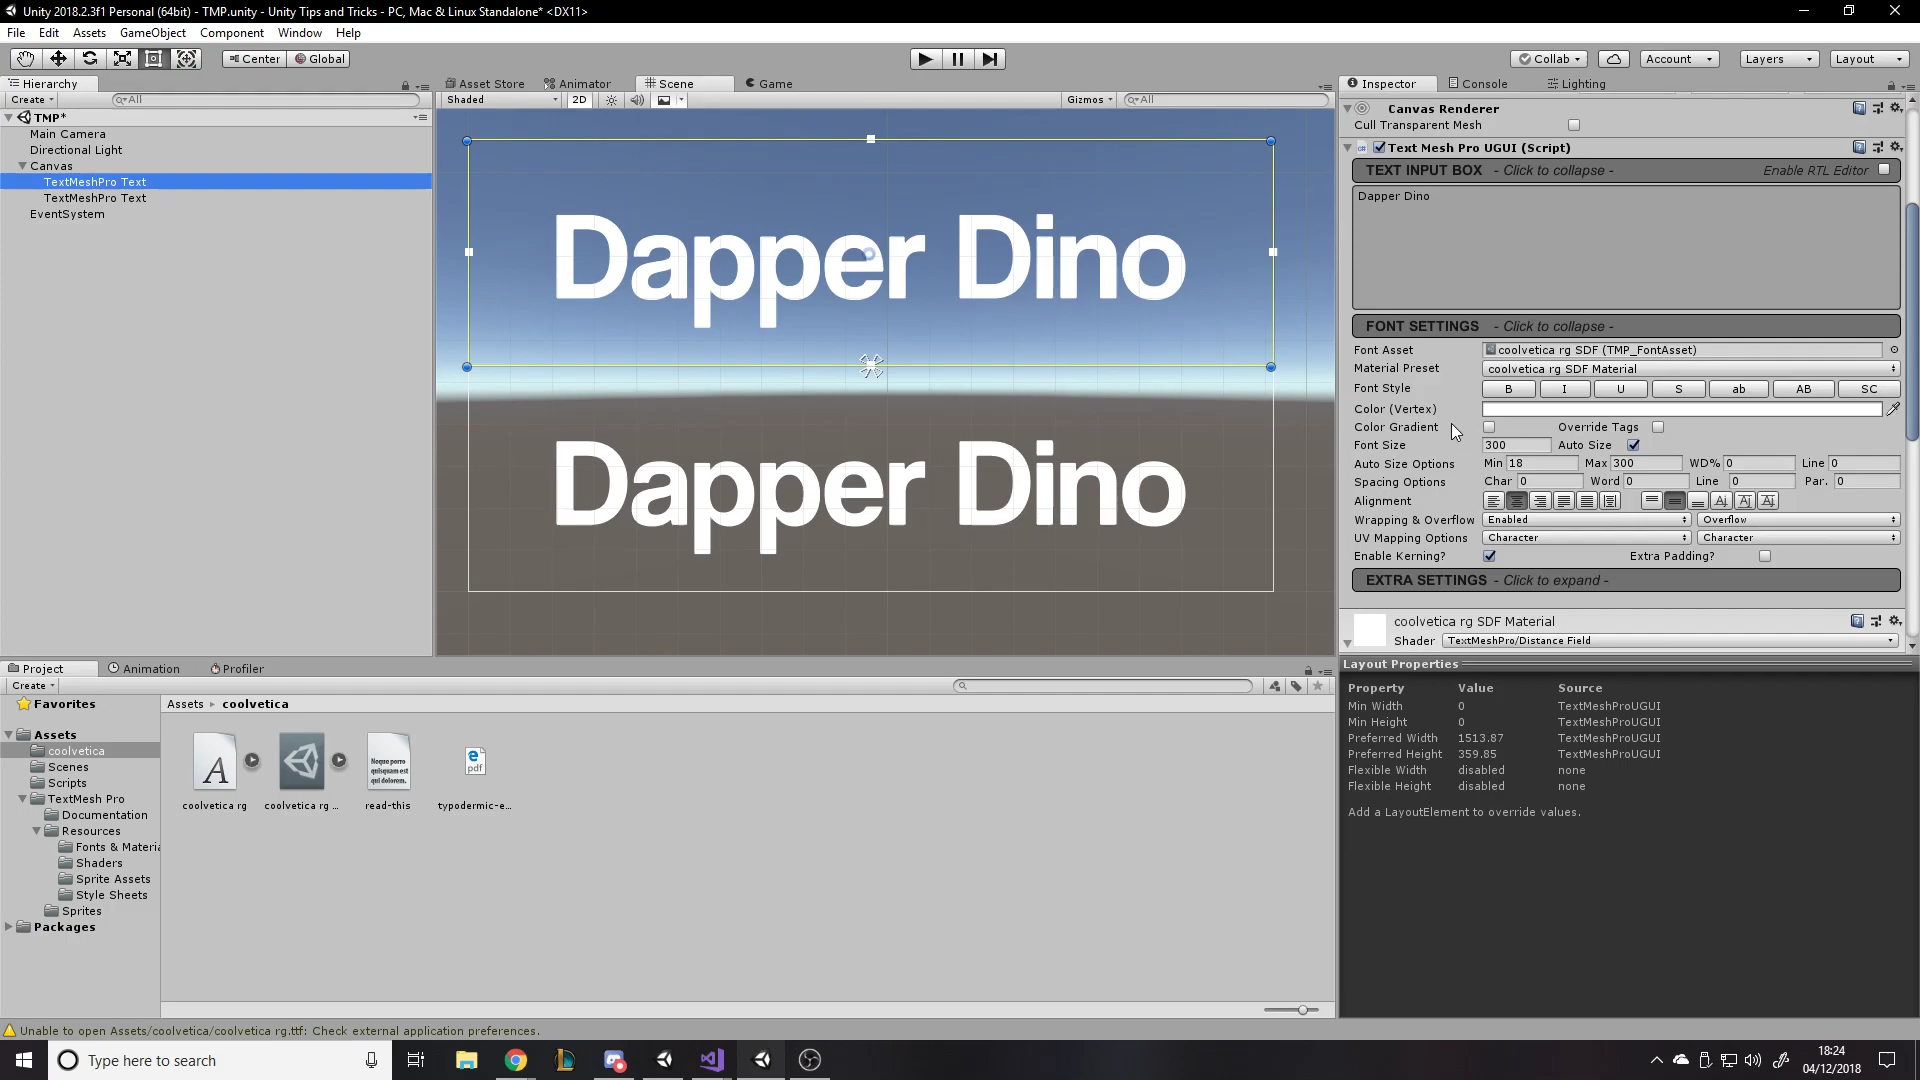 Unity 2018.2.3f1 Personal (64bit) - TMP.unity - Unity Tips and Tricks - PC, Mac & Linux Standalone* <DX11>
File Edit Assets GameObject Component Window Help
Center Global Collab Account Layers Layout
Hierarchy
Create All
TMP*
Main Camera
Directional Light
Canvas
TextMeshPro Text
TextMeshPro Text
EventSystem
Asset Store Animator Scene Game
Shaded 2D Gizmos All
Dapper Dino
Dapper Dino
Inspector Console Lighting
Canvas Renderer
Cull Transparent Mesh
Text Mesh Pro UGUI (Script)
TEXT INPUT BOX - Click to collapse - Enable RTL Editor
Dapper Dino
FONT SETTINGS - Click to collapse -
Font Asset coolvetica rg SDF (TMP_FontAsset)
Material Preset coolvetica rg SDF Material
Font Style B I U S ab AB SC
Color (Vertex)
Color Gradient Override Tags
Font Size 300 Auto Size
Auto Size Options Min 18 Max 300 WD% 0 Line 0
Spacing Options Char 0 Word 0 Line 0 Par. 0
Alignment
Wrapping & Overflow Enabled Overflow
UV Mapping Options Character Character
Enable Kerning? Extra Padding?
EXTRA SETTINGS - Click to expand -
coolvetica rg SDF Material
Shader TextMeshPro/Distance Field
Layout Properties
Property Value Source
Min Width 0 TextMeshProUGUI
Min Height 0 TextMeshProUGUI
Preferred Width 1513.87 TextMeshProUGUI
Preferred Height 359.85 TextMeshProUGUI
Flexible Width disabled none
Flexible Height disabled none
Add a LayoutElement to override values.
Project Animation Profiler
Create
Favorites
Assets
coolvetica
Scenes
Scripts
TextMesh Pro
Documentation
Resources
Fonts & Materia
Shaders
Sprite Assets
Style Sheets
Sprites
Packages
Assets coolvetica
A
Neque porro
quisquam est
qui dolorem.
pdf
coolvetica rg coolvetica rg ... read-this typodermic-e...
Unable to open Assets/coolvetica/coolvetica rg.ttf: Check external application preferences.
Type here to search
18:24
04/12/2018